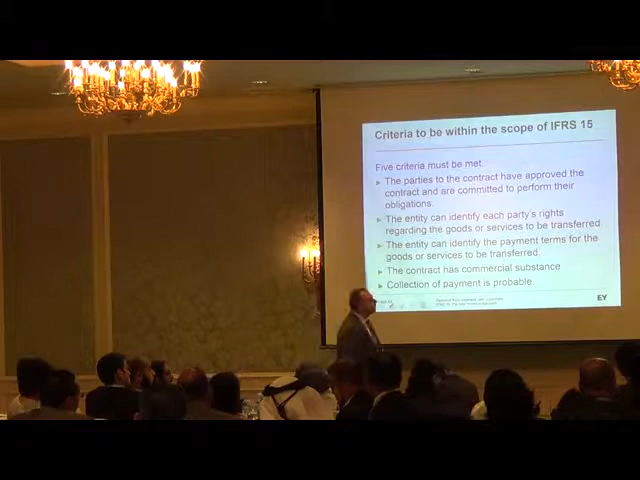 Criteria to be within the scope of IFRS 15
Five criteria must be met.
The parties to the contract have approved the
contract and are committed to perform their
obligations.
The entity can identify each party's rights
regarding the goods or services to be transferred
The entity can identify the payment terms for the
goods or services to be transferred.
The contract has commercial substance
Collection of payment is probable.
EY